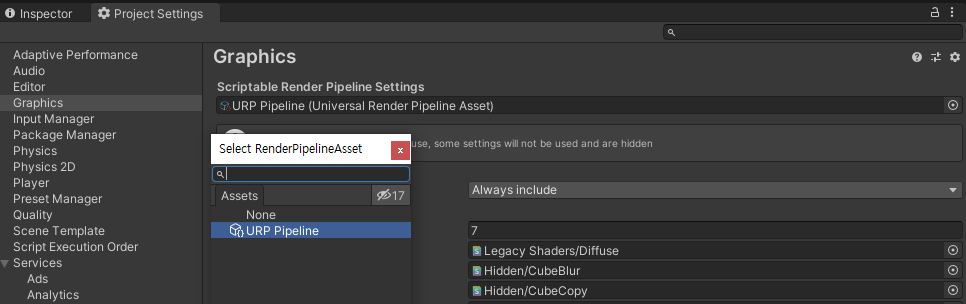 Inspector
Project Settings
Adaptive Performance
Audio
Editor
Graphics
Input Manager
Package Manager
Physics
Physics 2D
Player
Preset Manager
Quality
Scene Template
Script Execution Order
Services
Ads
Analytics
Graphics
Scriptable Render Pipeline Settings
URP Pipeline (Universal Render Pipeline Asset)
use, some settings will not be used and are hidden
Select RenderPipelineAsset
x
Assets
17
None
URP Pipeline
Always include
7
Legacy Shaders/Diffuse
Hidden/CubeBlur
Hidden/CubeCopy